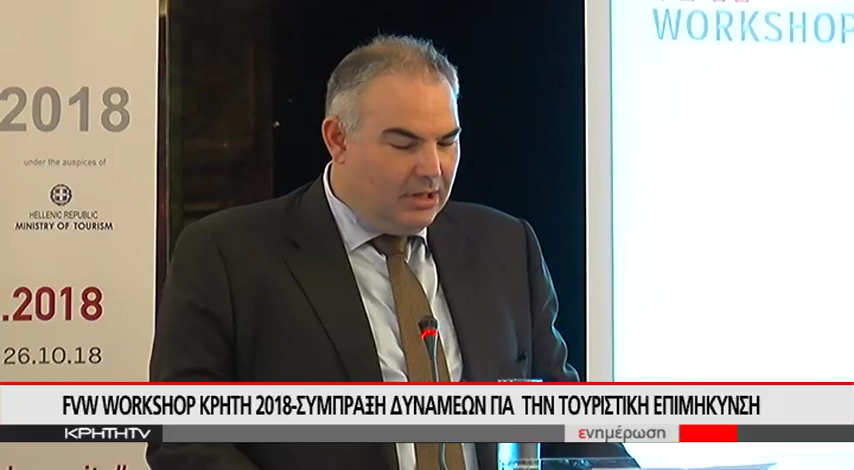 WORKSHOP
2018
under the auspices of
HELLENIC REPUBLIC
MINISTRY OF TOURISM
.2018
26.10.18
FVW WORKSHOP ΚΡΗΤΗ 2018-ΣΥΜΠΡΑΞΗ ΔΥΝΑΜΕΩΝ ΓΙΑ ΤΗΝ ΤΟΥΡΙΣΤΙΚΗ ΕΠΙΜΗΚΥΝΣΗ
ΚΡΗΤΗTV
ενημέρωση